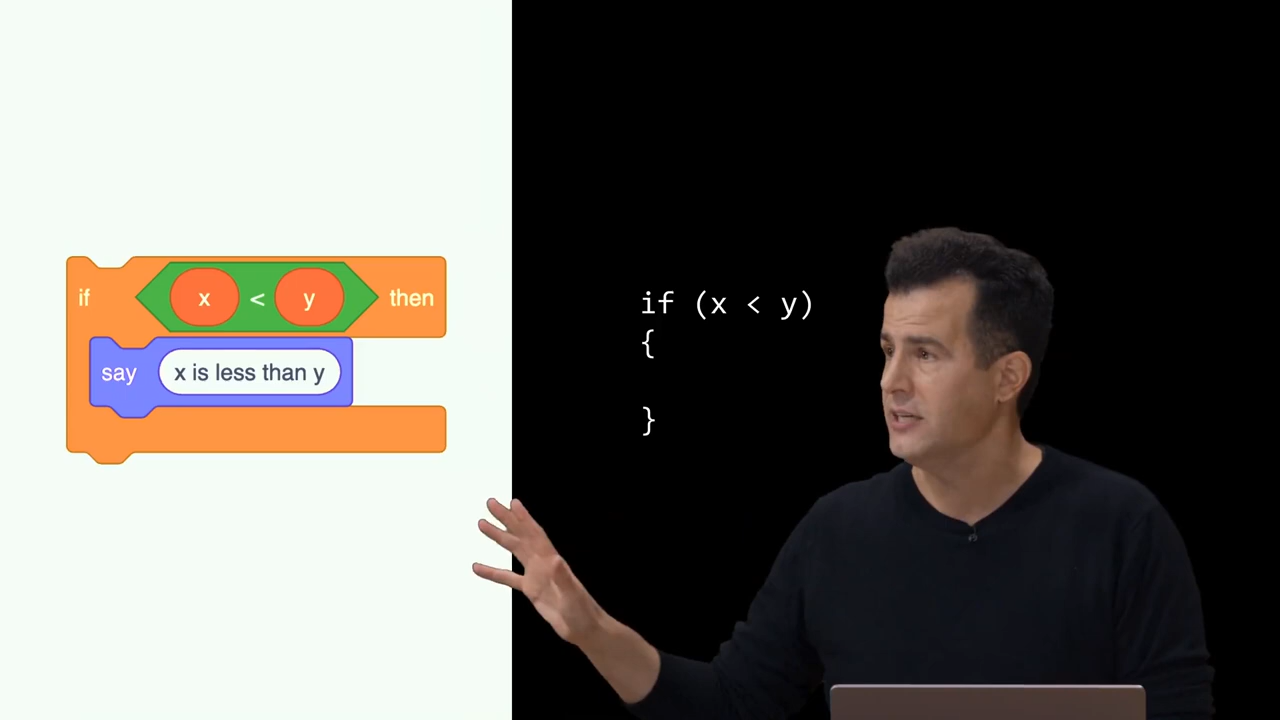 if x < y then
say x is less than y
if (x < y)
{
}